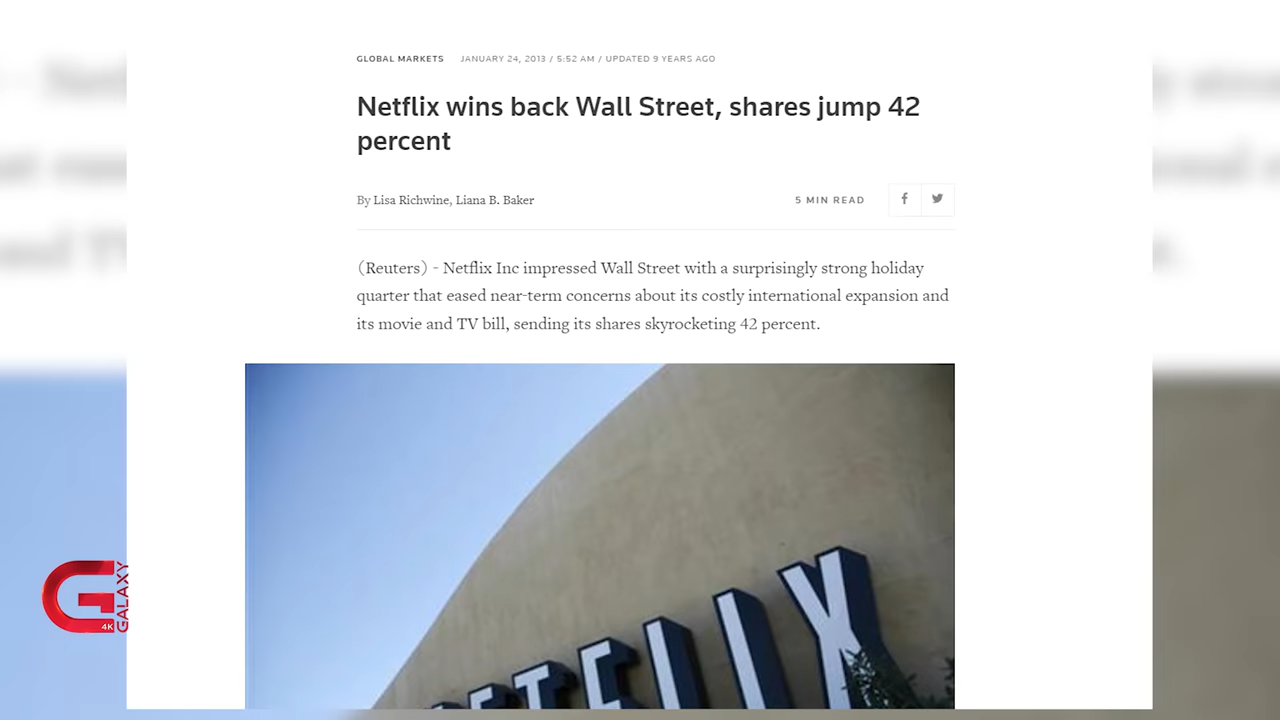 GLOBAL MARKETS JANUARY 24, 2013 / 5:52 AM / UPDATED 9 YEARS AGO
Netflix wins back Wall Street, shares jump 42
percent
By Lisa Richwine, Liana B. Baker
5 MIN READ
(Reuters) - Netflix Inc impressed Wall Street with a surprisingly strong holiday
quarter that eased near-term concerns about its costly international expansion and
its movie and TV bill, sending its shares skyrocketing 42 percent.
NETFLIX
G
4K
GALAXY